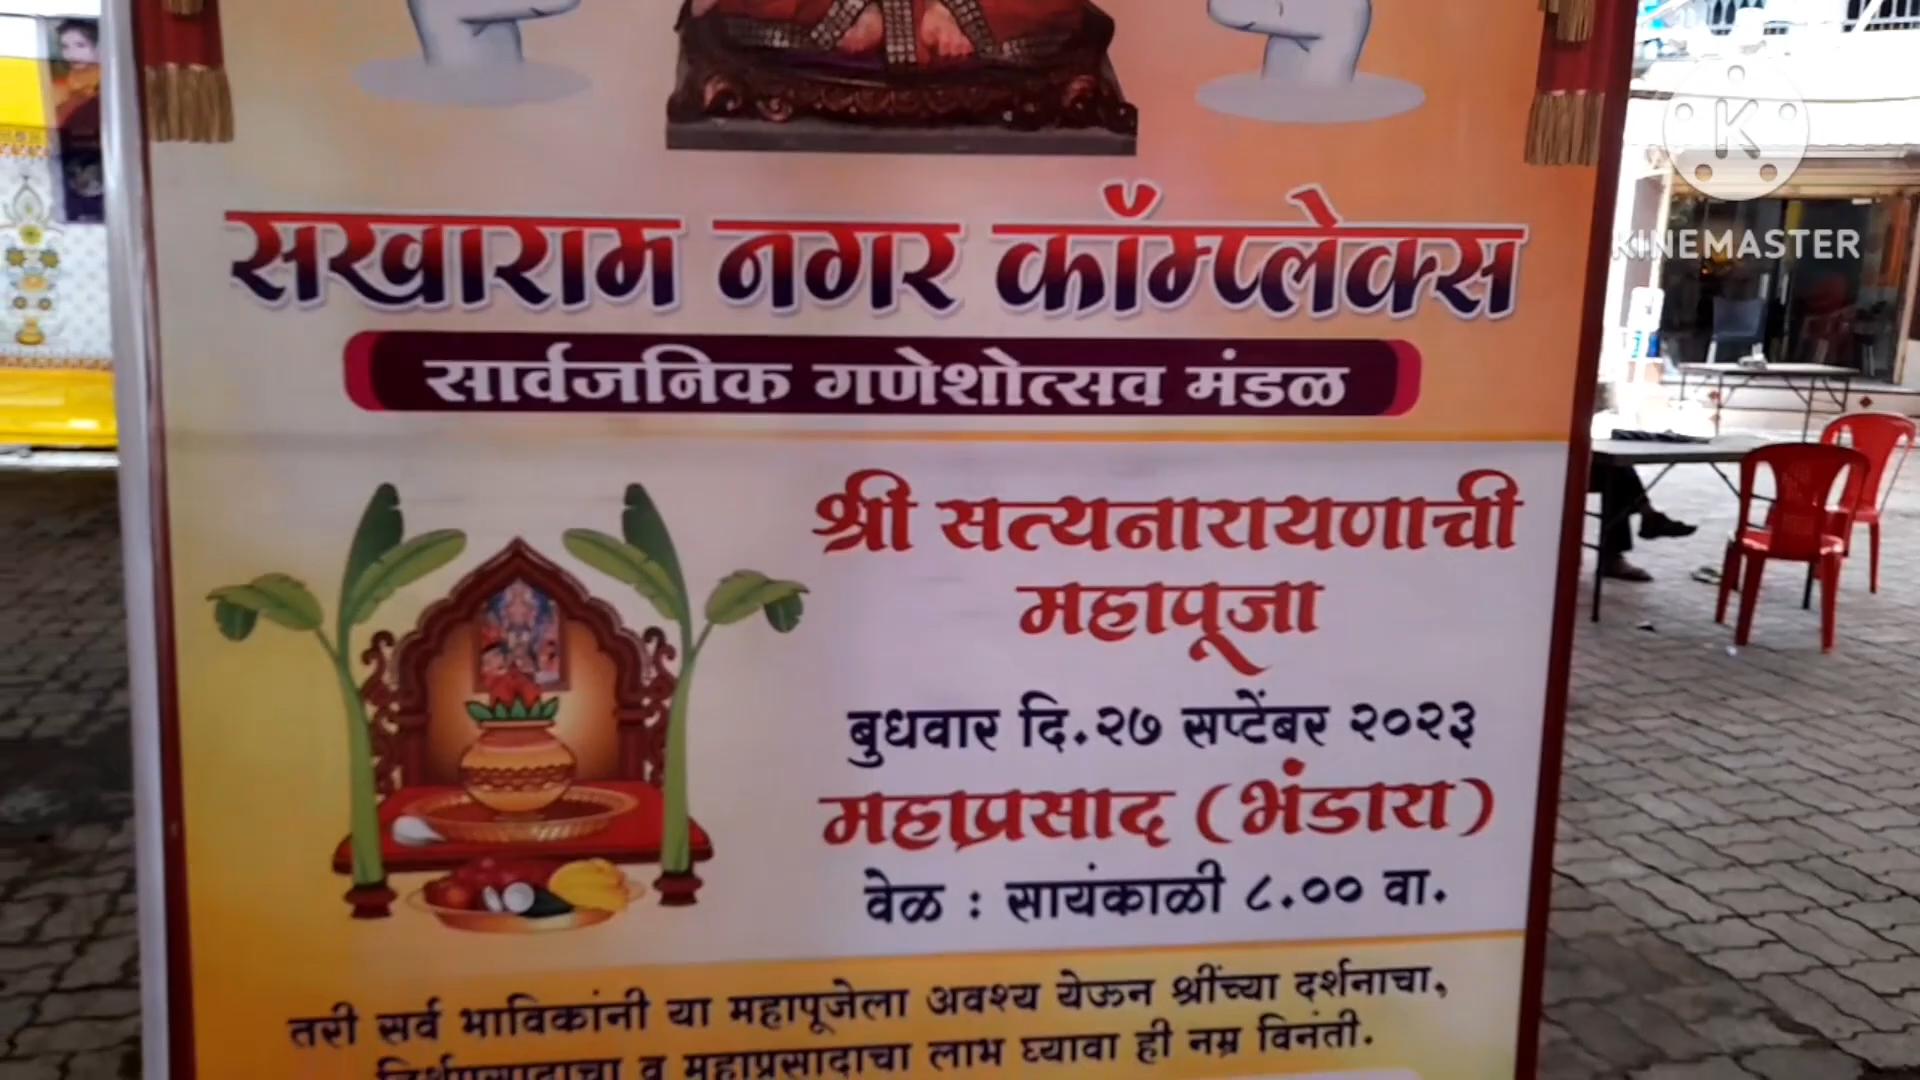 KINEMASTER
सखाराम नगर कॉम्प्लेक्स
सार्वजनिक गणेशोत्सव मंडळ
श्री सत्यनारायणाची
महापूजा
बुधवार दि.२७ सप्टेंबर २०२३
महाप्रसाद (भंडारा)
वेळ : सायंकाळी ८.०० वा.
तरी सर्व भाविकांनी या महापूजेला अवश्य येऊन श्रींच्या दर्शनाचा,
व महाप्रसादाचा लाभ घ्यावा ही नम्र विनंती.